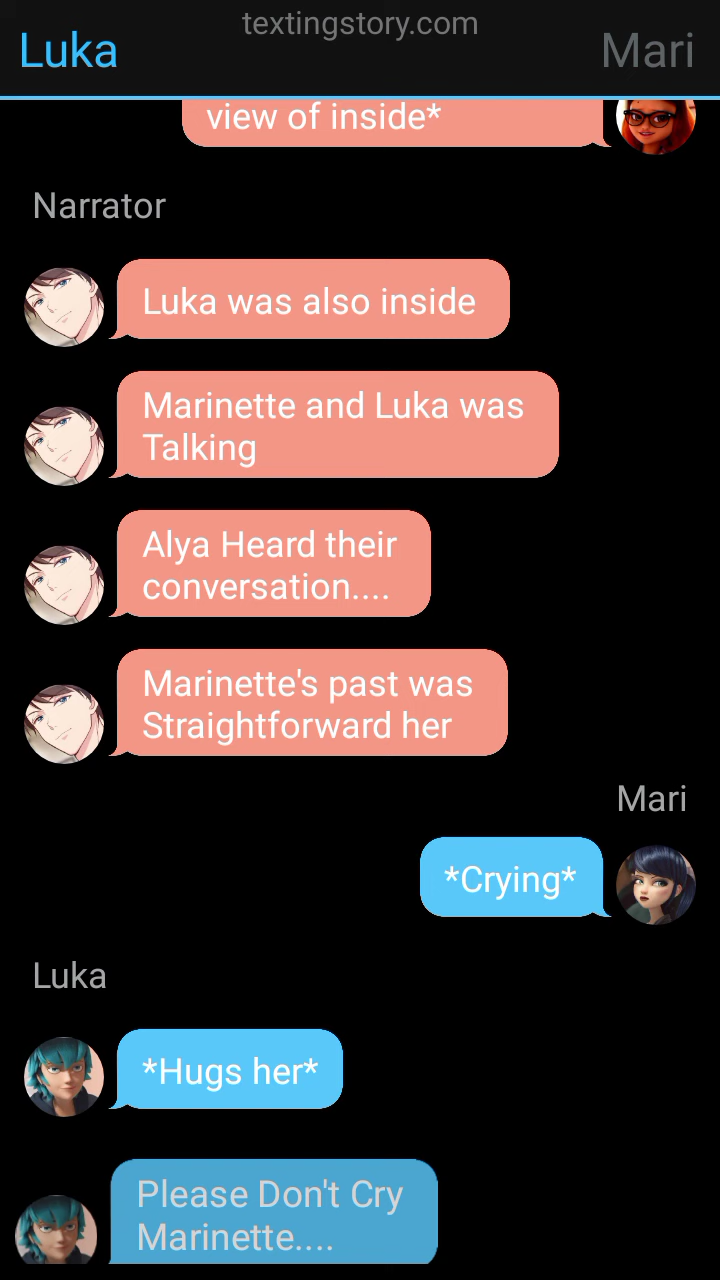 textingstory.com
Luka
Mari
view of inside*
Narrator
Luka was also inside
Marinette and Luka was
Talking
Alya Heard their
conversation....
Marinette's past was
Straightforward her
Mari
*Crying*
Luka
*Hugs her*
Please Don't Cry
Marinette....